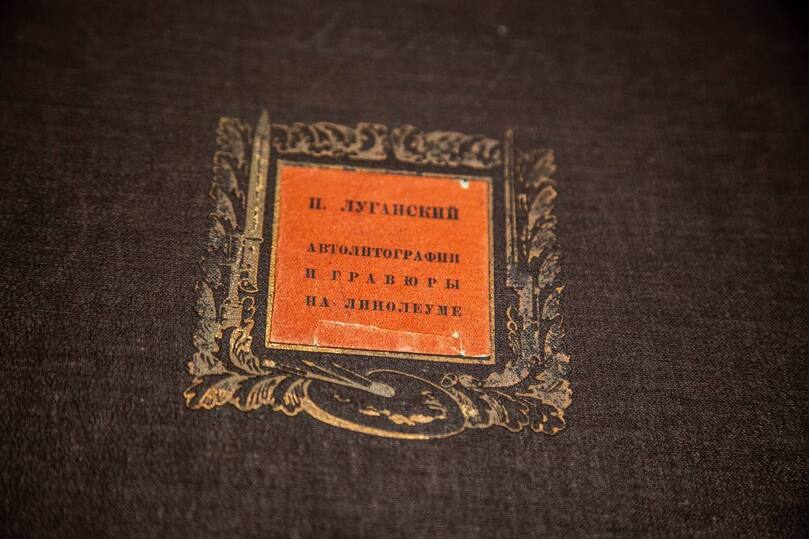 П. ЛУГАНСКИЙ
АВТОЛИТОГРАФИИ
И ГРАВЮРЫ
НА ЛИНОЛЕУМЕ